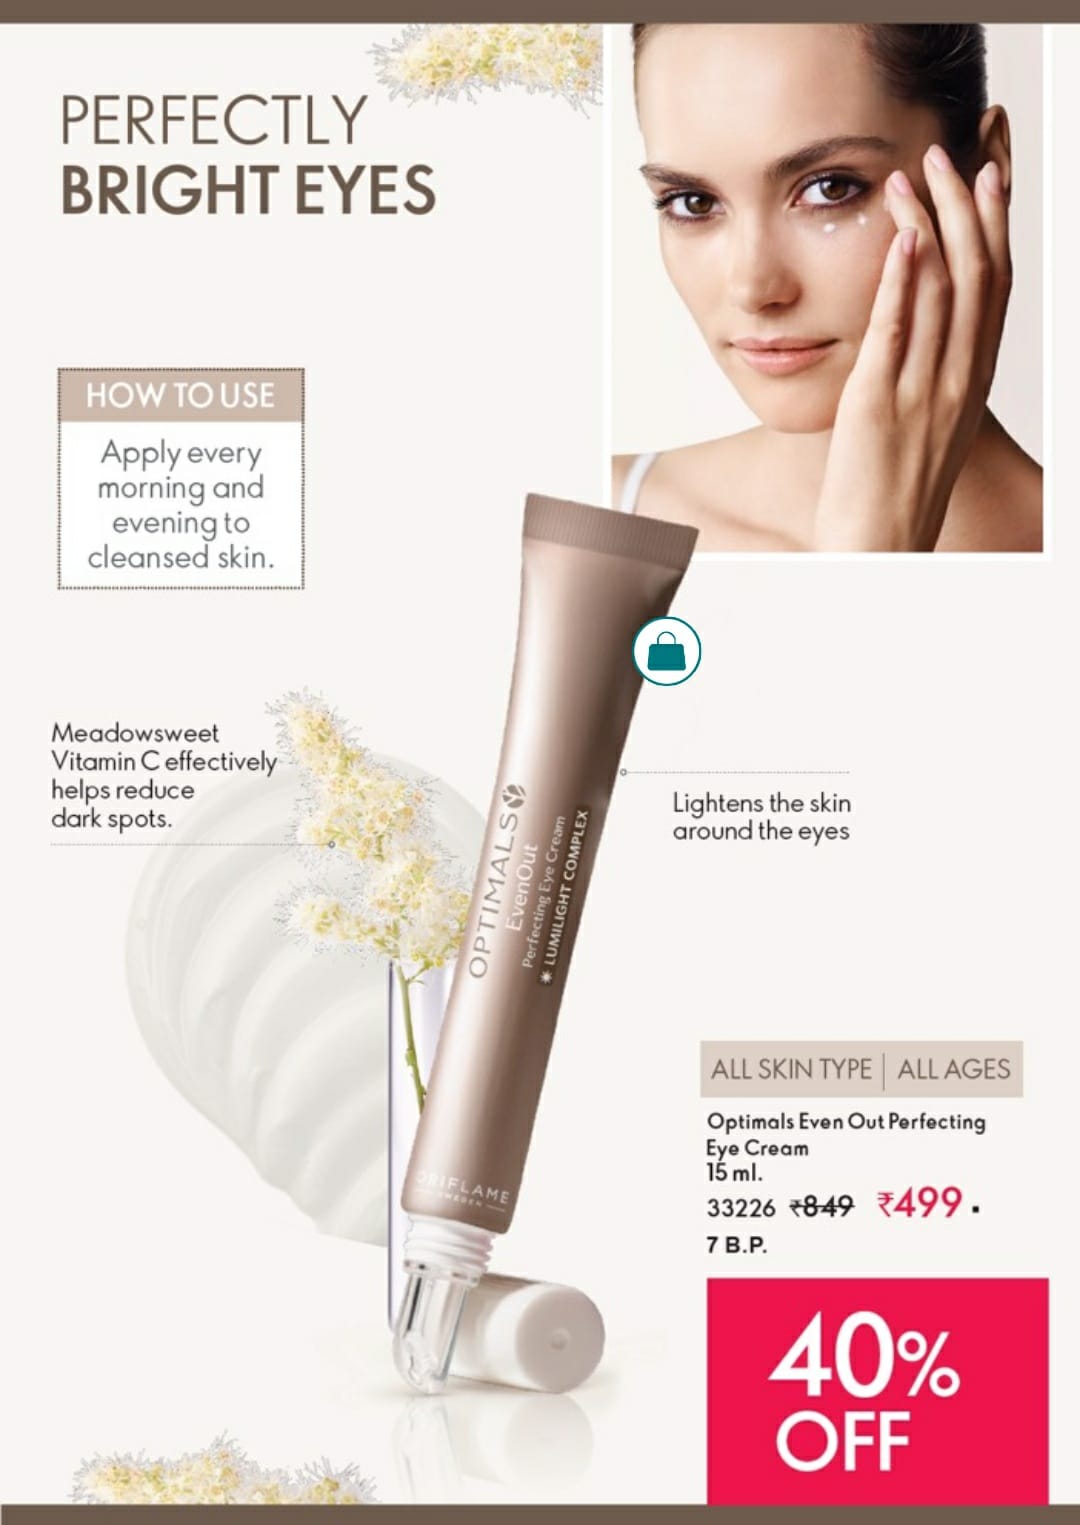 PERFECTLY
BRIGHT EYES
HOW TO USE
Apply every
morning and
evening to
cleansed skin.
Meadowsweet
Vitamin C effectively
helps reduce
dark spots.
Lightens the skin
around the eyes
OPTIMALS
EvenOut
Perfecting Eye Cream
LUMILIGHT COMPLEX
ORIFLAME
SWEDEN
ALL SKIN TYPE | ALL AGES
Optimals Even Out Perfecting
Eye Cream
15 ml.
33226 ₹849 ₹499.
7 B.P.
40%
OFF